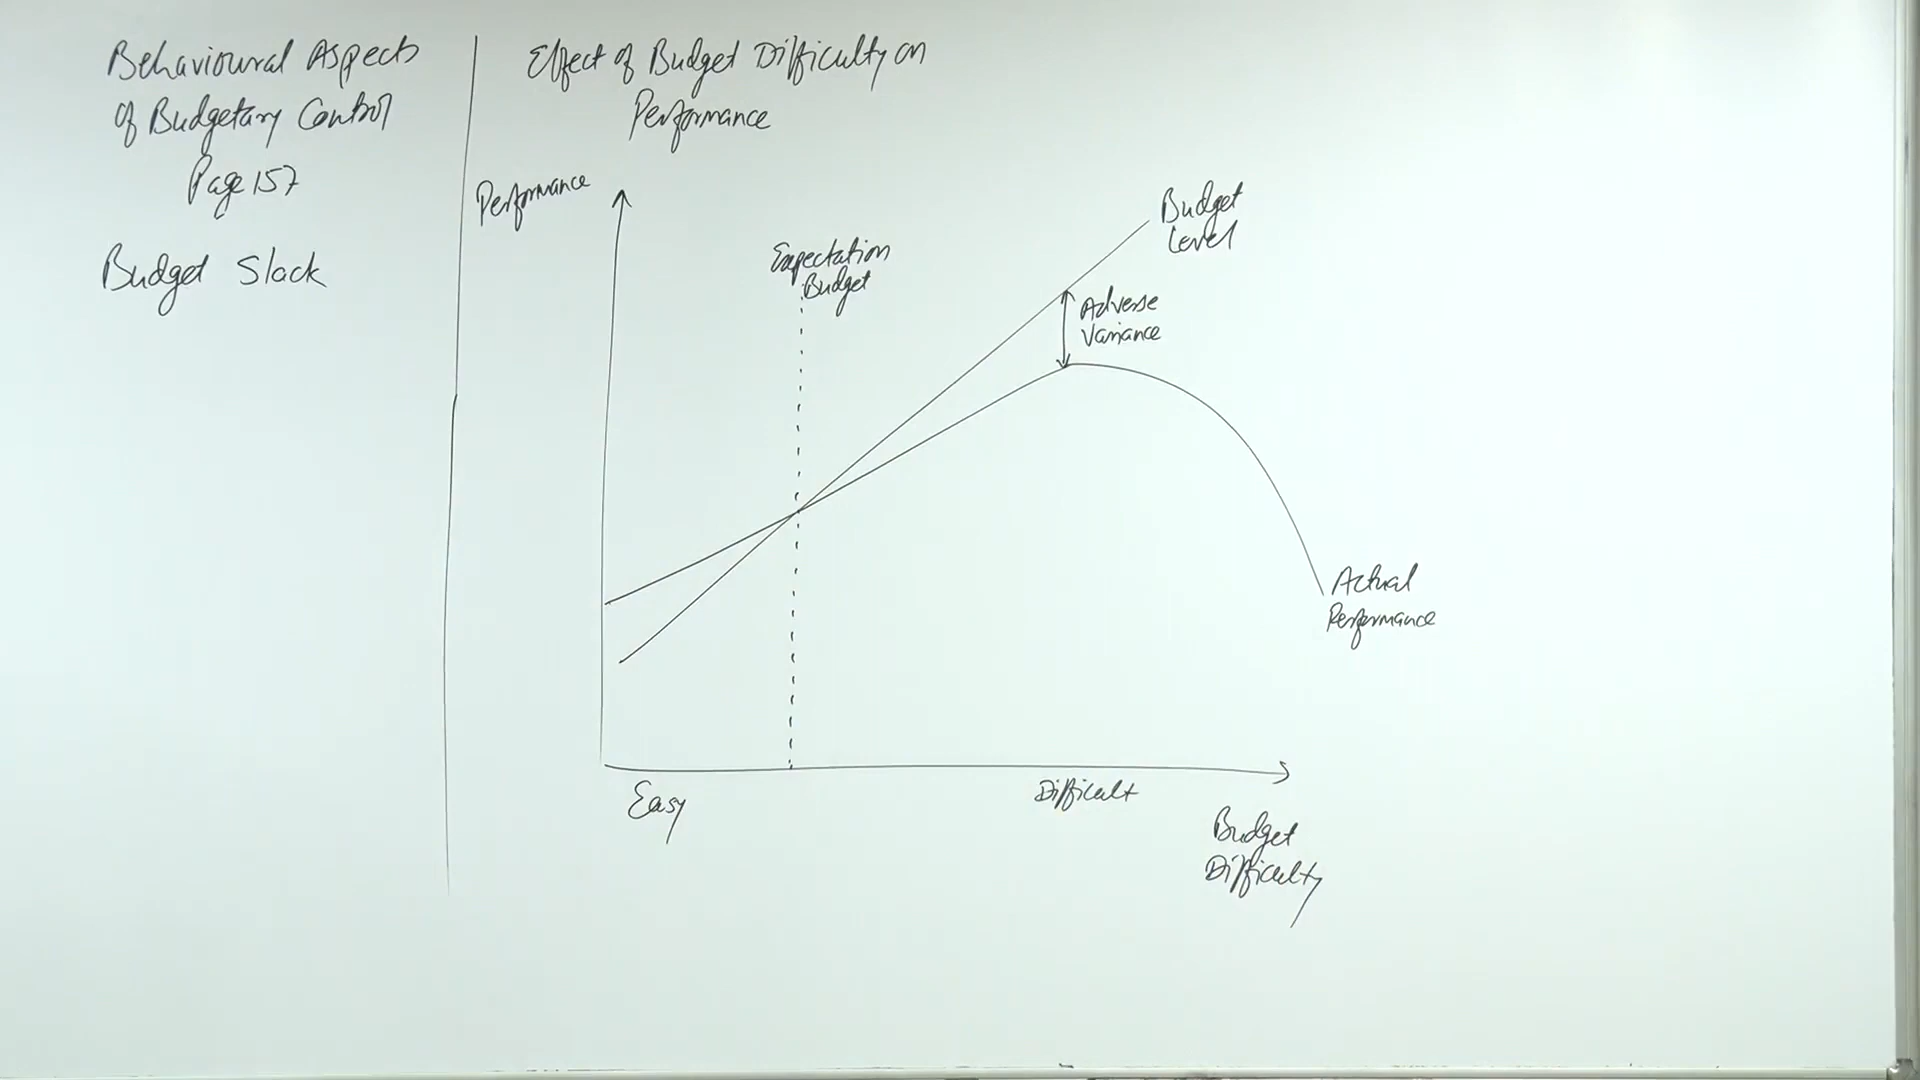 Behavioural Aspects
of Budgetary Control
Page 157
Budget Slack
Effect of Budget Difficulty on
Performance
Performance
Expectation
Budget
Budget
Level
Adverse
Variance
Actual
Performance
Easy
Difficult
Budget
Difficulty